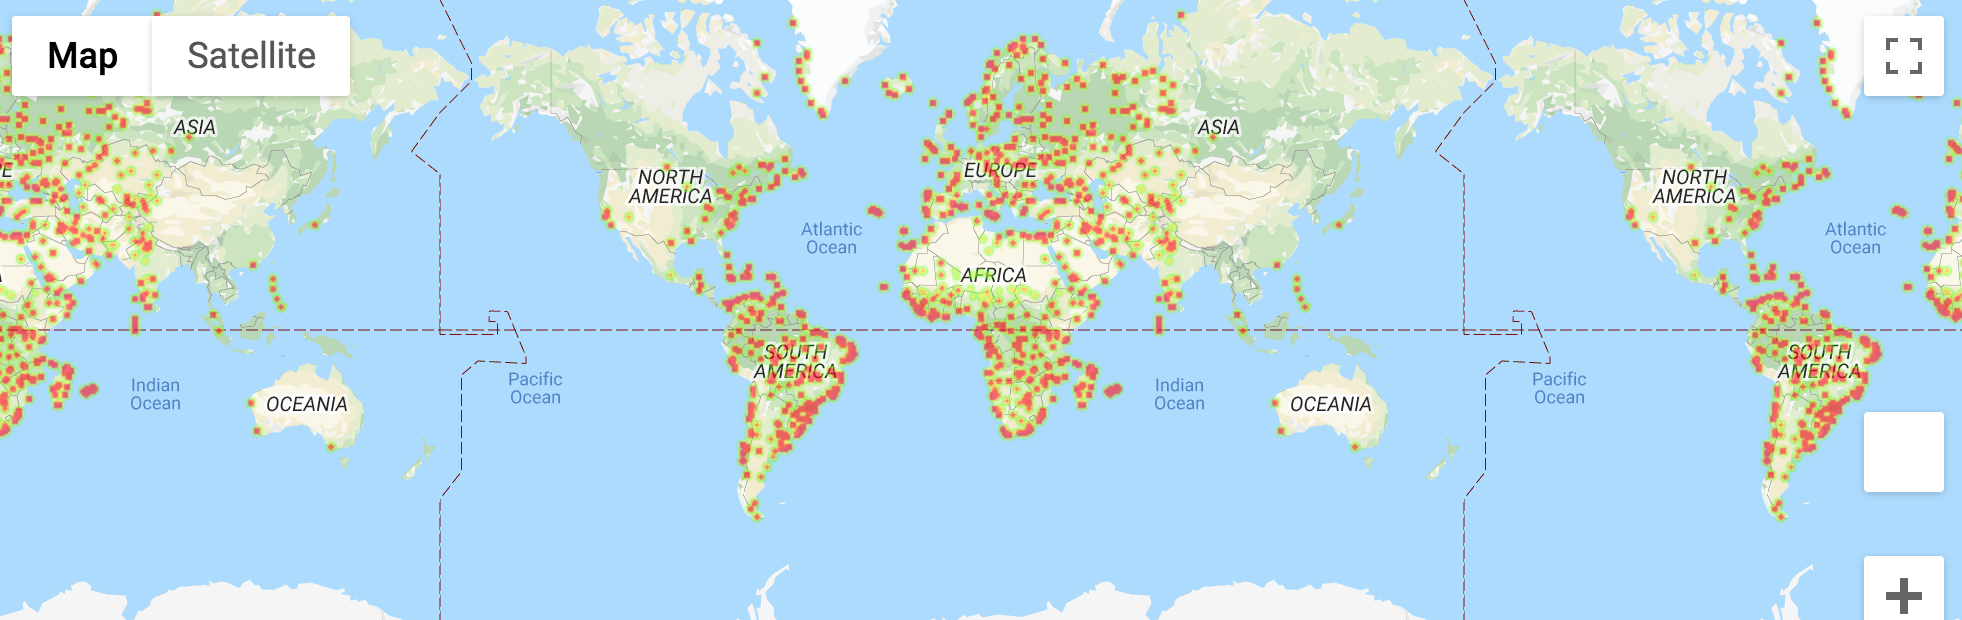 Map
Satellite
ASIA
NORTH
AMERICA
EUROPE
ASIA
NORTH
AMERICA
Atlantic
Ocean
Atlantic
Ocean
AFRICA
SOUTH
AMERICA
SOUTH
AMERICA
Indian
Ocean
OCEANIA
Pacific
Ocean
Indian
Ocean
OCEANIA
Pacific
Ocean